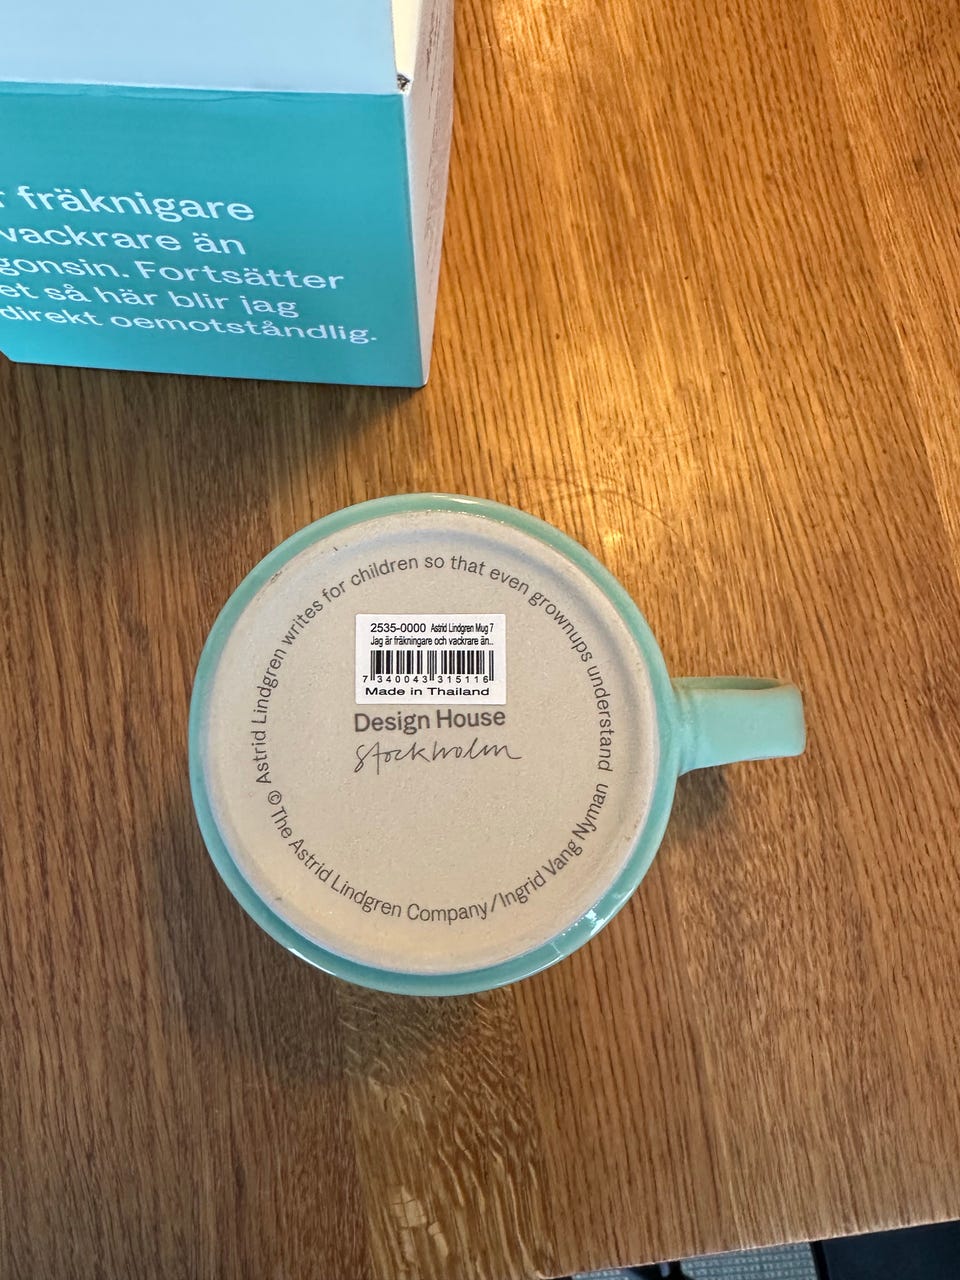 fräknigare
vackrare än
gonsin. Fortsätter
et så här blir jag
direkt oemotståndlig.
Astrid Lindgren writes for children so that even grownups understand
2535-0000 Astrid Lindgren Mug 7
Jag är fräkningare och vackrare än..
7 340043 315116
Made in Thailand
Design House
Stockholm
© The Astrid Lindgren Company/Ingrid Vang Nyman